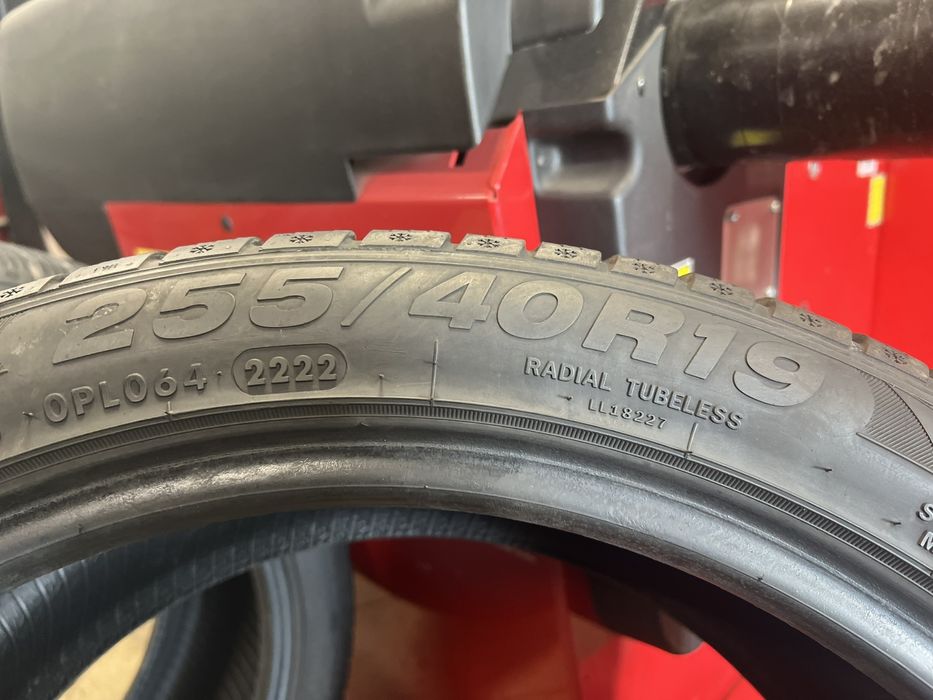 255/40R19
0PL064 2222
RADIAL TUBELESS
LL18227